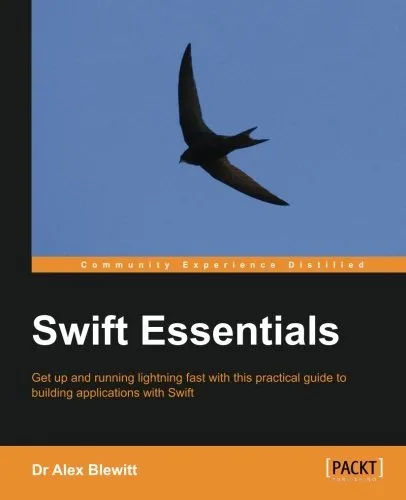 Community Experience Distilled
Swift Essentials
Get up and running lightning fast with this practical guide to
building applications with Swift
Dr Alex Blewitt
[PACKT]
PUBLISHING